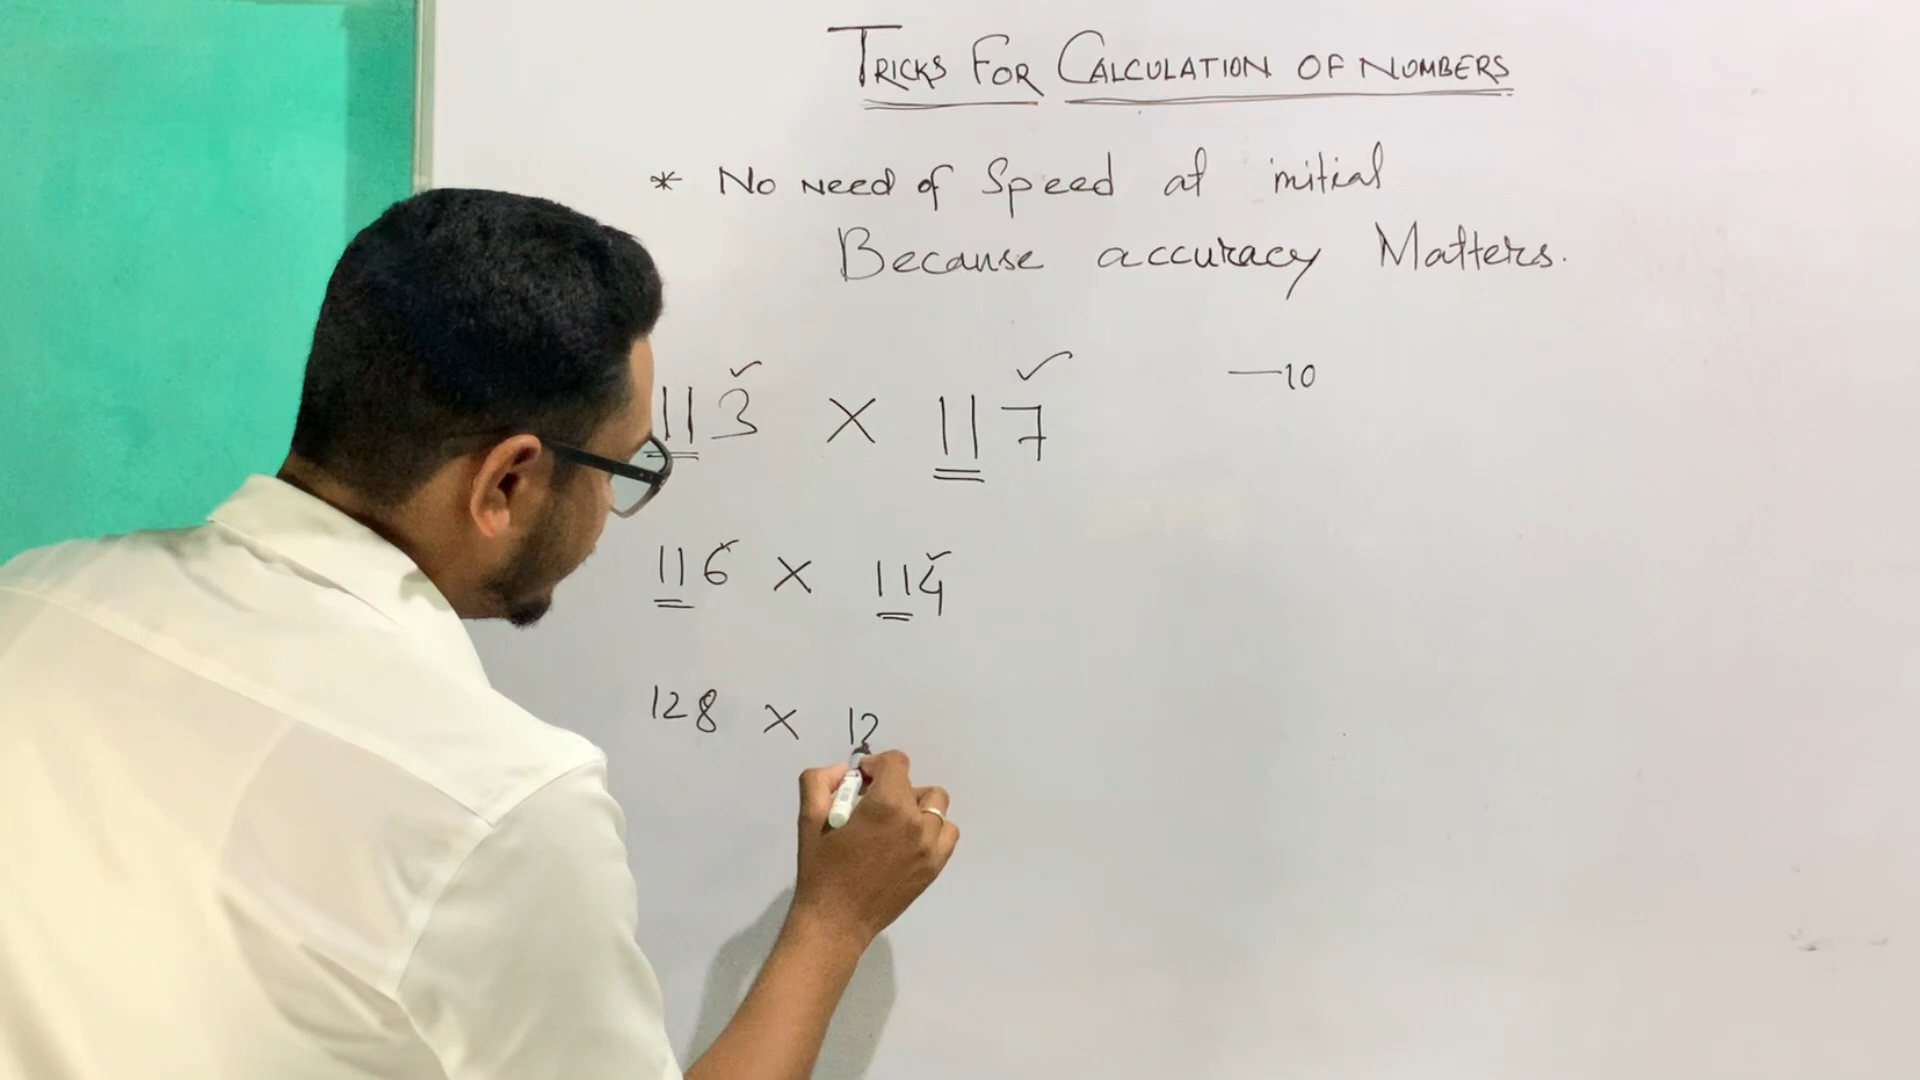 TRICKS FOR CALCULATION OF NUMBERS
* No Need of Speed at initial
Because accuracy Matters.
113 × 117 —10
116 × 114
128 × 12